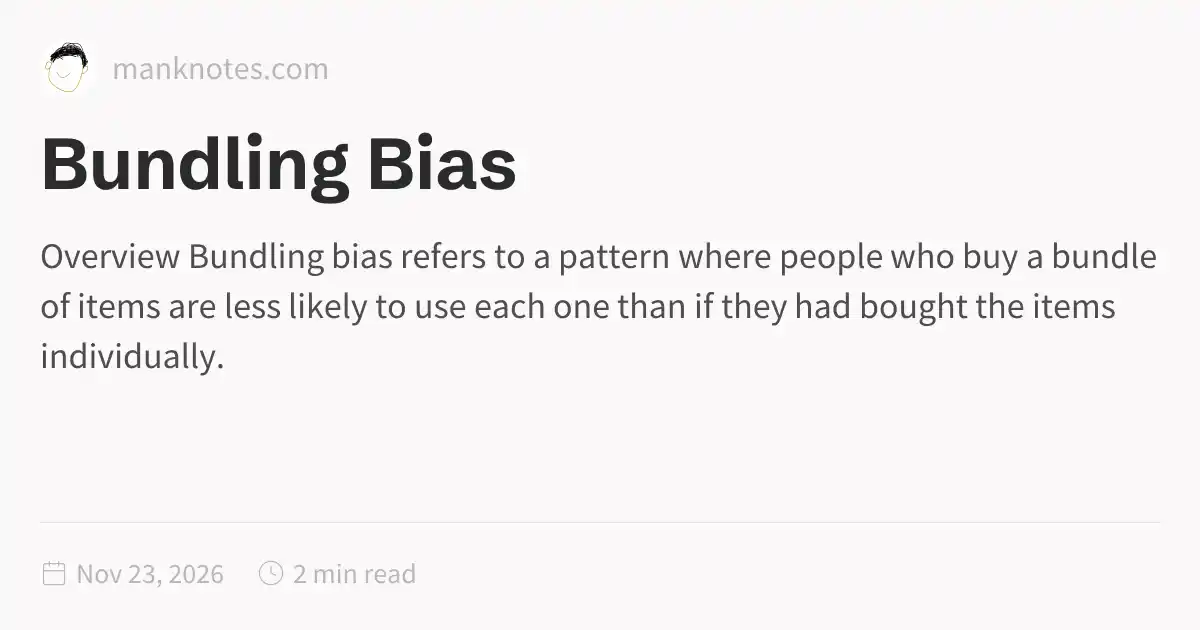 manknotes.com
Bundling Bias
Overview Bundling bias refers to a pattern where people who buy a bundle
of items are less likely to use each one than if they had bought the items
individually.
Nov 23, 2026 2 min read